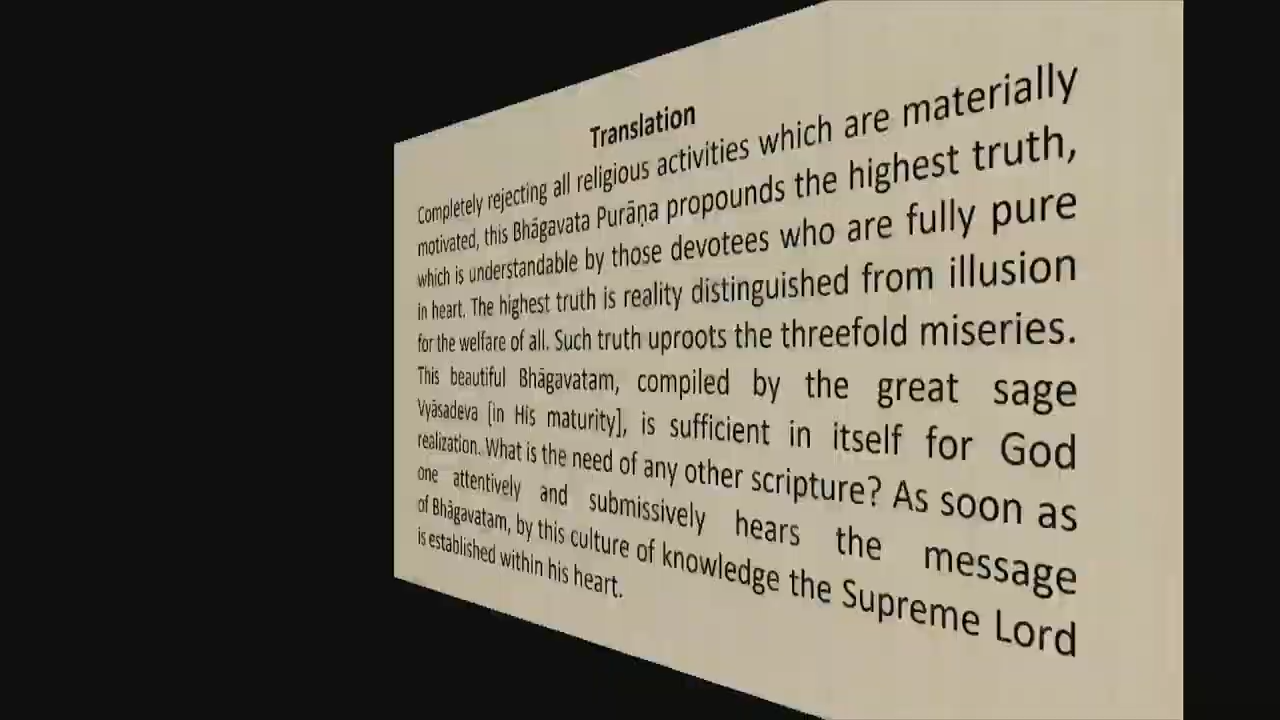 Translation
Completely rejecting all religious activities which are materially
motivated, this Bhāgavata Purāṇa propounds the highest truth,
which is understandable by those devotees who are fully pure
in heart. The highest truth is reality distinguished from illusion
for the welfare of all. Such truth uproots the threefold miseries.
This beautiful Bhāgavatam, compiled by the great sage
Vyāsadeva [in His maturity], is sufficient in itself for God
realization. What is the need of any other scripture? As soon as
one attentively and submissively hears the message
of Bhāgavatam, by this culture of knowledge the Supreme Lord
is established within his heart.